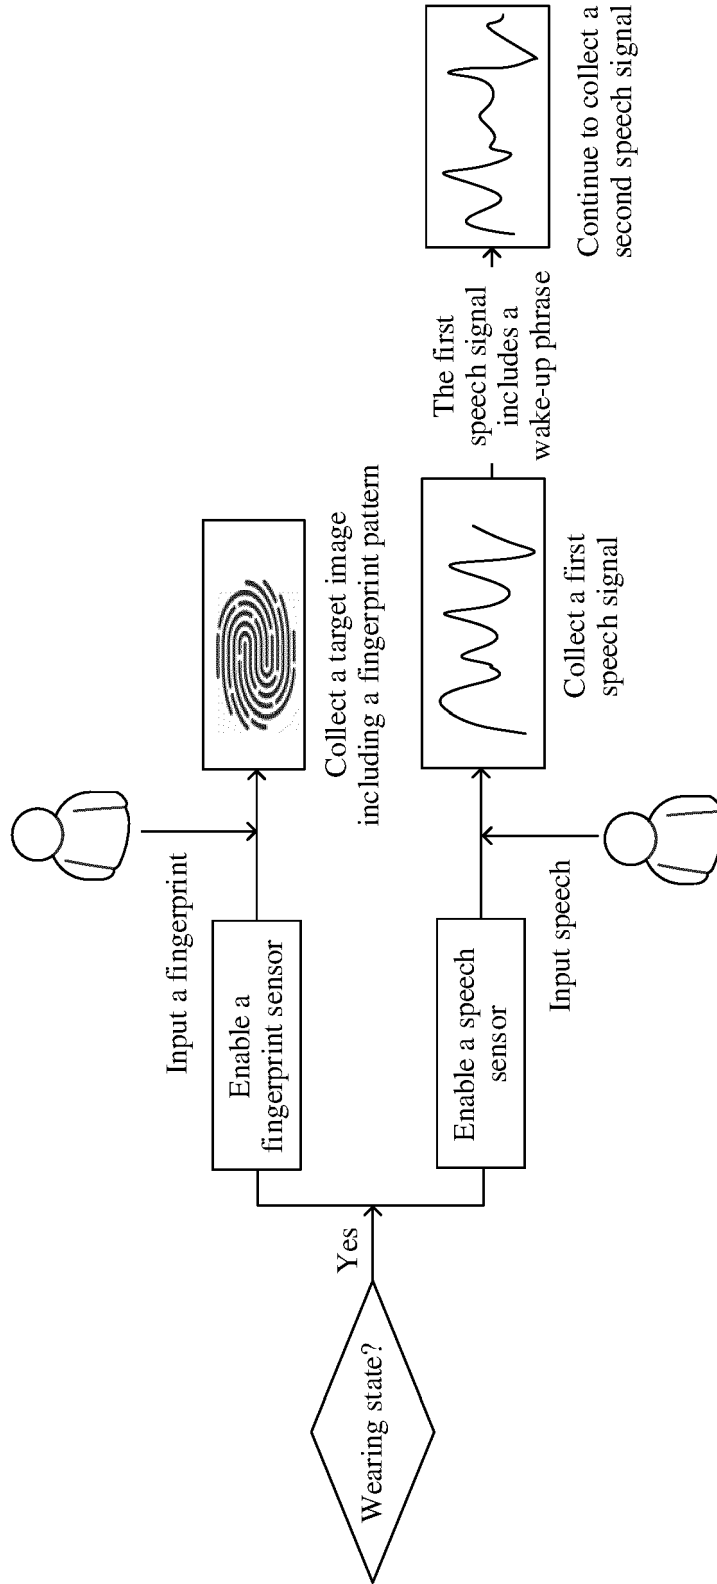 Wearing state?
Yes
Enable a
fingerprint sensor
Input a fingerprint
Collect a target image
including a fingerprint pattern
Enable a speech
sensor
Input speech
Collect a first
speech signal
The first
speech signal
includes a
wake-up phrase
Continue to collect a
second speech signal